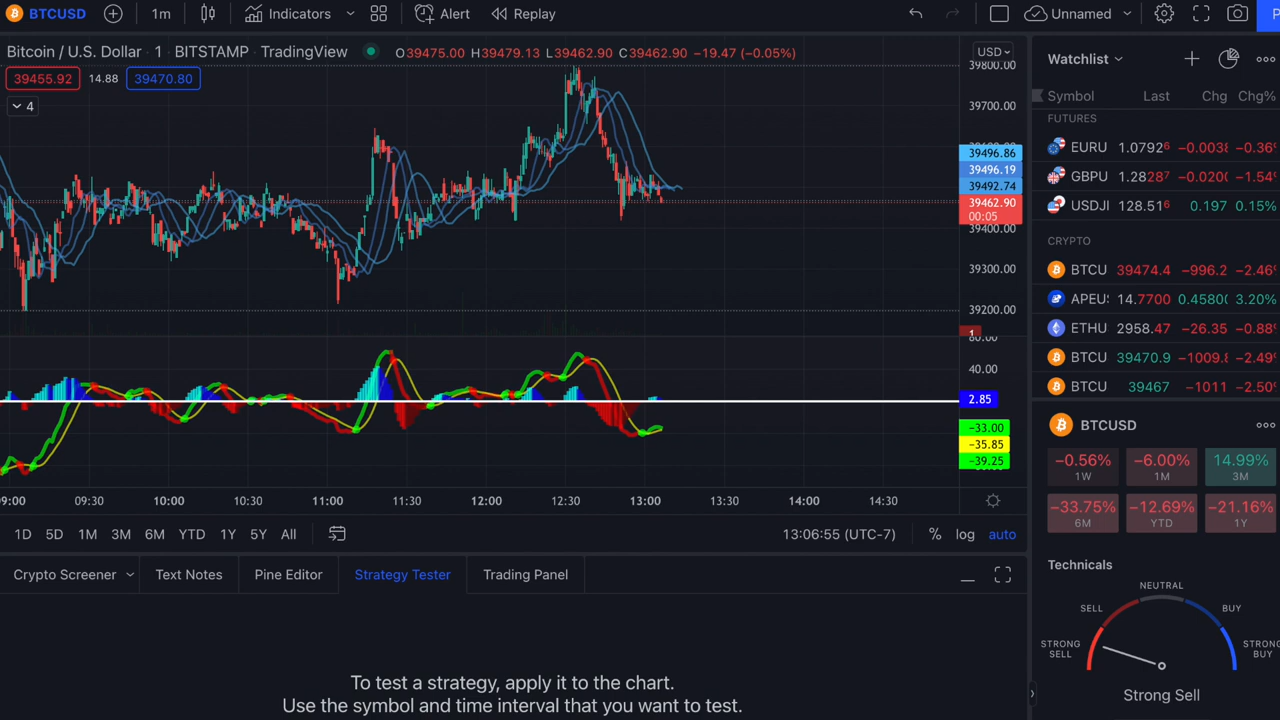 BTCUSD 1m Indicators Alert Replay Unnamed
Bitcoin / U.S. Dollar · 1 · BITSTAMP · TradingView O39475.00 H39479.13 L39462.90 C39462.90 −19.47 (−0.05%)
USD
39455.92 14.88 39470.80
4
39800.00
39700.00
39496.86
39496.19
39492.74
39462.90
00:05
39400.00
39300.00
39200.00
1
40.00
2.85
−33.00
−35.85
−39.25
09:00 09:30 10:00 10:30 11:00 11:30 12:00 12:30 13:00 13:30 14:00 14:30
1D 5D 1M 3M 6M YTD 1Y 5Y All 13:06:55 (UTC-7) % log auto
Crypto Screener Text Notes Pine Editor Strategy Tester Trading Panel
To test a strategy, apply it to the chart.
Use the symbol and time interval that you want to test.
Watchlist
Symbol Last Chg Chg%
FUTURES
EURU 1.07926 −0.003 −0.36
GBPU 1.28287 −0.020 −1.54
USDJ 128.516 0.197 0.15%
CRYPTO
BTCU 39474.4 −996.2 −2.46
APEU 14.7700 0.4580 3.20%
ETHU 2958.47 −26.35 −0.88
BTCU 39470.9 −1009.8 −2.49
BTCU 39467 −1011 −2.50
BTCUSD
−0.56% −6.00% 14.99%
1W 1M 3M
−33.75% −12.69% −21.16%
6M YTD 1Y
Technicals
NEUTRAL
SELL BUY
STRONG SELL STRONG BUY
Strong Sell